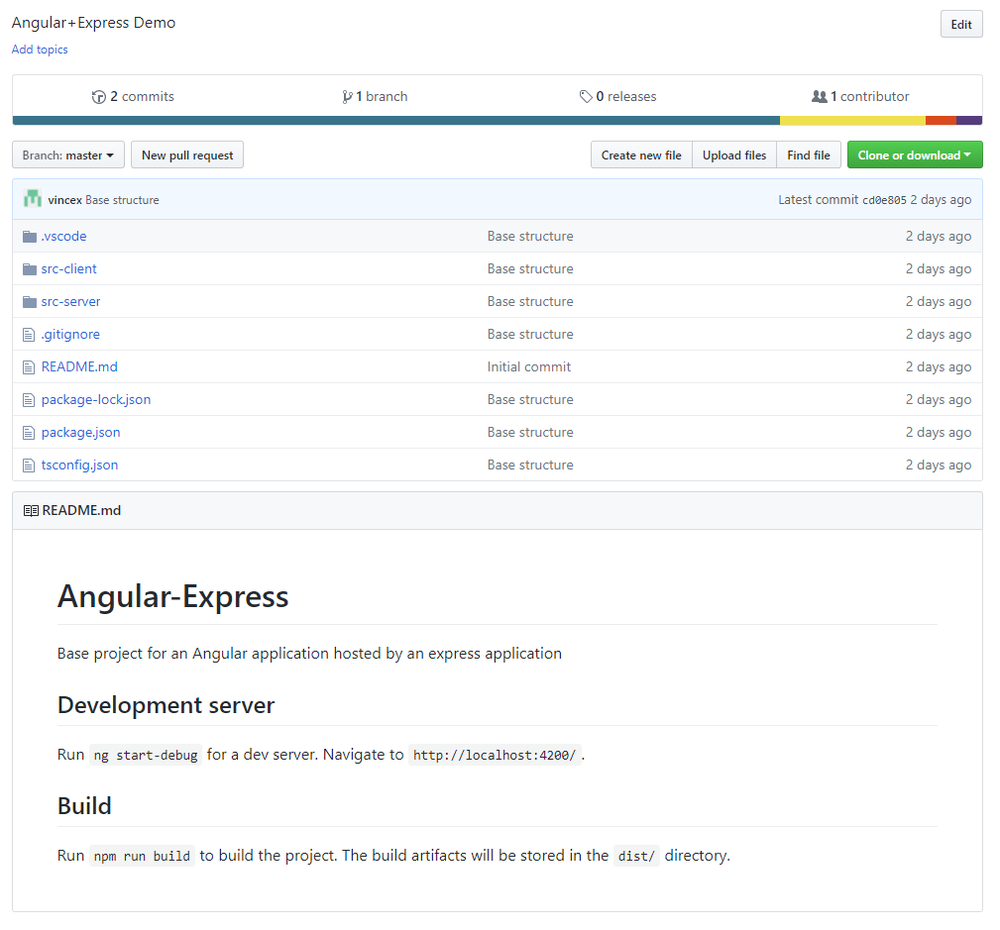 Angular+Express Demo
Edit
Add topics
2 commits 1 branch 0 releases 1 contributor
Branch: master New pull request Create new file Upload files Find file Clone or download
vincex Base structure Latest commit cd0e805 2 days ago
.vscode Base structure 2 days ago
src-client Base structure 2 days ago
src-server Base structure 2 days ago
.gitignore Base structure 2 days ago
README.md Initial commit 2 days ago
package-lock.json Base structure 2 days ago
package.json Base structure 2 days ago
tsconfig.json Base structure 2 days ago
README.md
Angular-Express
Base project for an Angular application hosted by an express application
Development server
Run ng start-debug for a dev server. Navigate to http://localhost:4200/ .
Build
Run npm run build to build the project. The build artifacts will be stored in the dist/ directory.